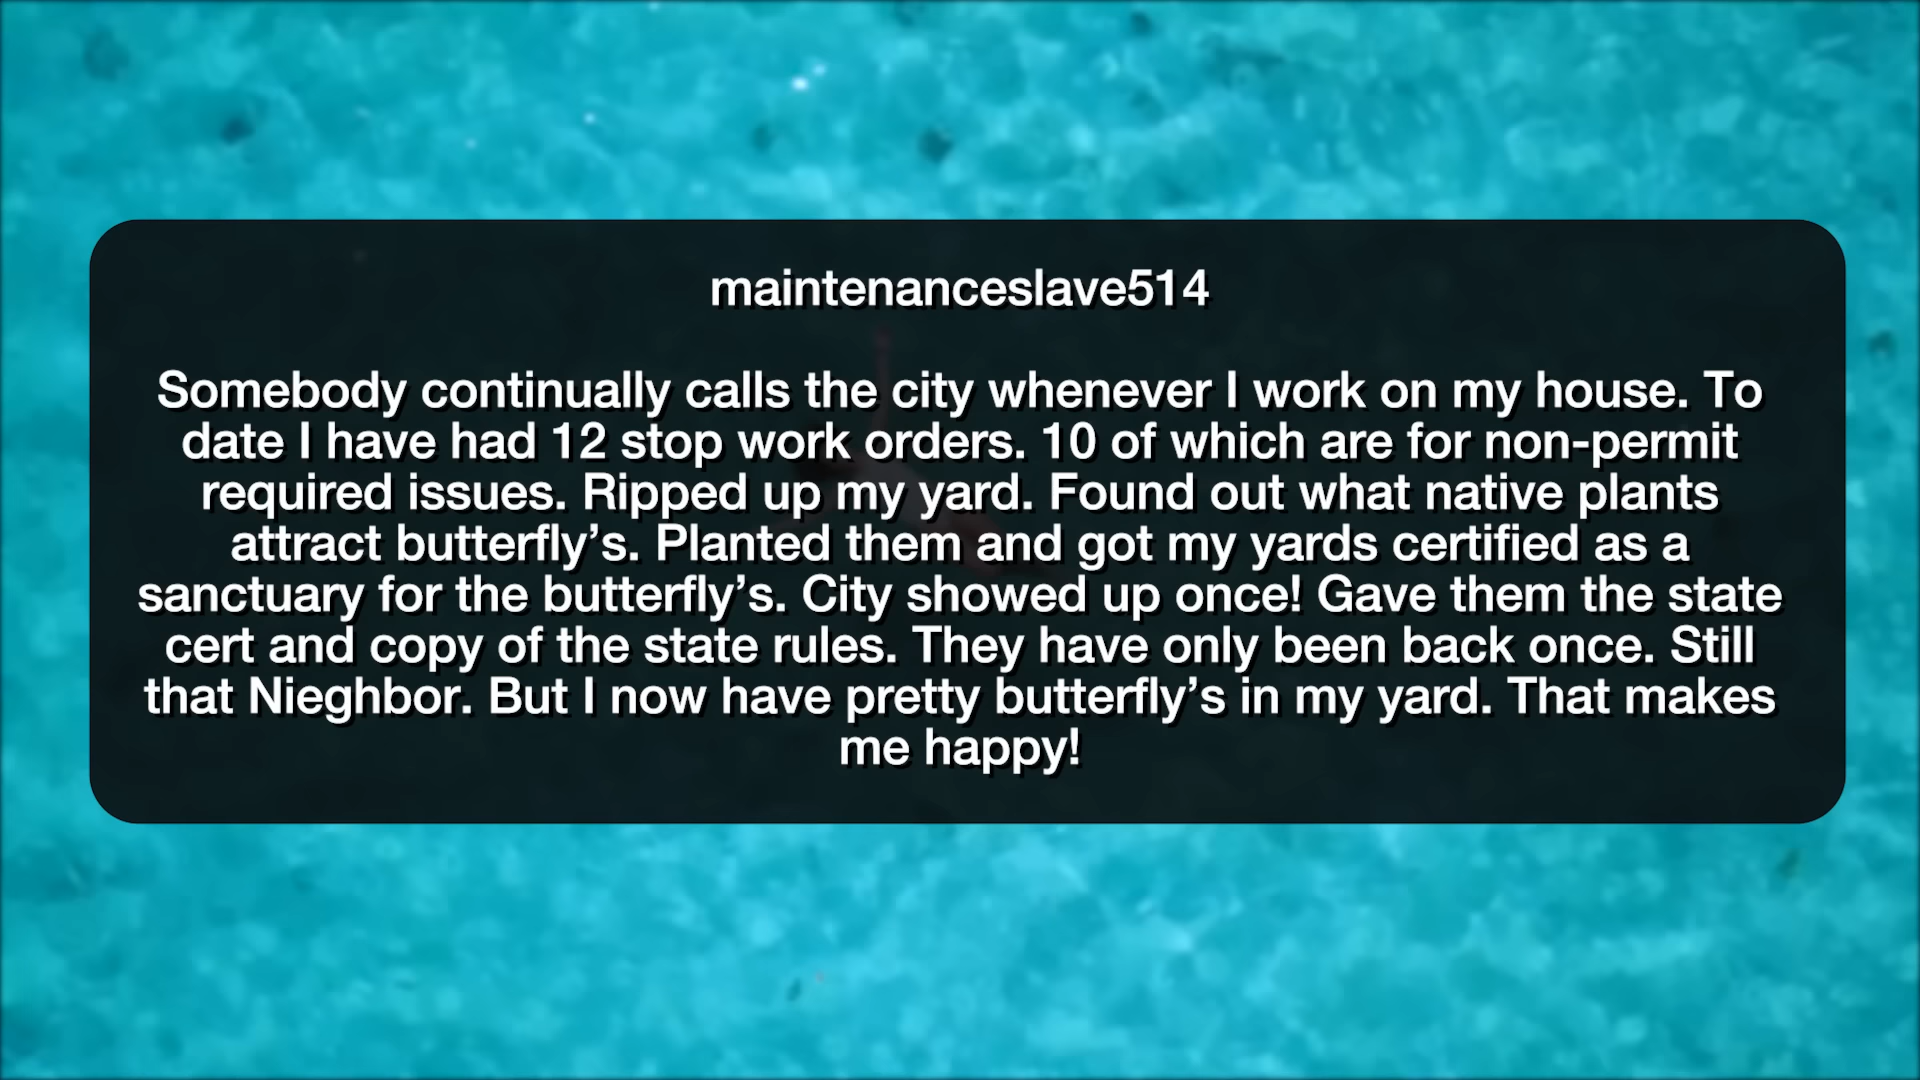 maintenanceslave514
Somebody continually calls the city whenever I work on my house. To
date I have had 12 stop work orders. 10 of which are for non-permit
required issues. Ripped up my yard. Found out what native plants
attract butterfly’s. Planted them and got my yards certified as a
sanctuary for the butterfly’s. City showed up once! Gave them the state
cert and copy of the state rules. They have only been back once. Still
that Nieghbor. But I now have pretty butterfly’s in my yard. That makes
me happy!